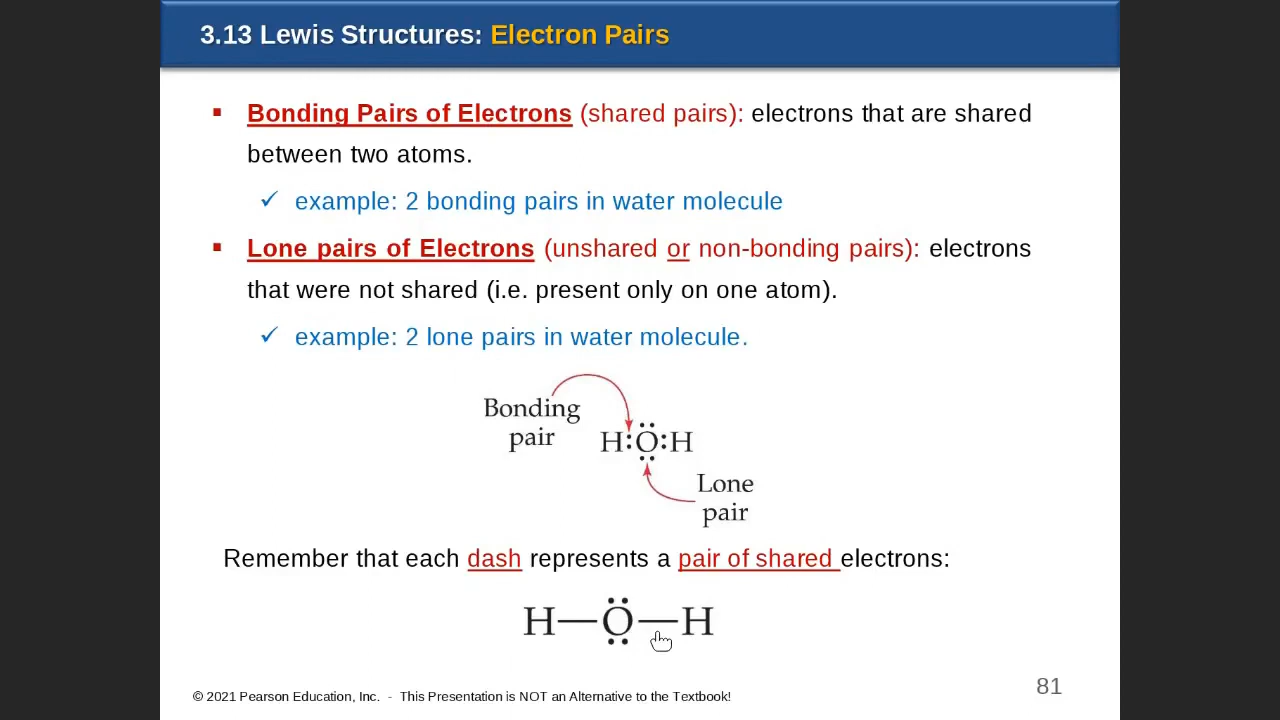 3.13 Lewis Structures: Electron Pairs
▪ Bonding Pairs of Electrons (shared pairs): electrons that are shared
between two atoms.
✓ example: 2 bonding pairs in water molecule
▪ Lone pairs of Electrons (unshared or non-bonding pairs): electrons
that were not shared (i.e. present only on one atom).
✓ example: 2 lone pairs in water molecule.
Bonding
pair
H:Ö:H
Lone
pair
Remember that each dash represents a pair of shared electrons:
H—Ö—H
© 2021 Pearson Education, Inc. - This Presentation is NOT an Alternative to the Textbook!
81